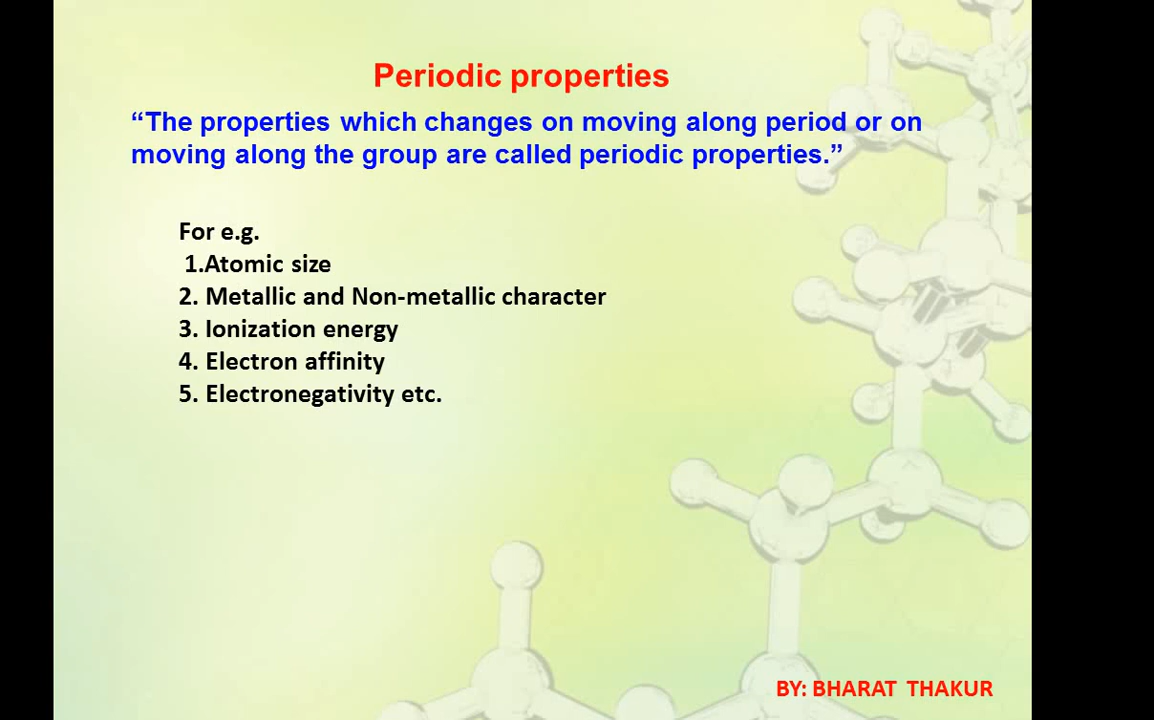 Periodic properties
“The properties which changes on moving along period or on
moving along the group are called periodic properties.”
For e.g.
1.Atomic size
2. Metallic and Non-metallic character
3. Ionization energy
4. Electron affinity
5. Electronegativity etc.
BY: BHARAT THAKUR